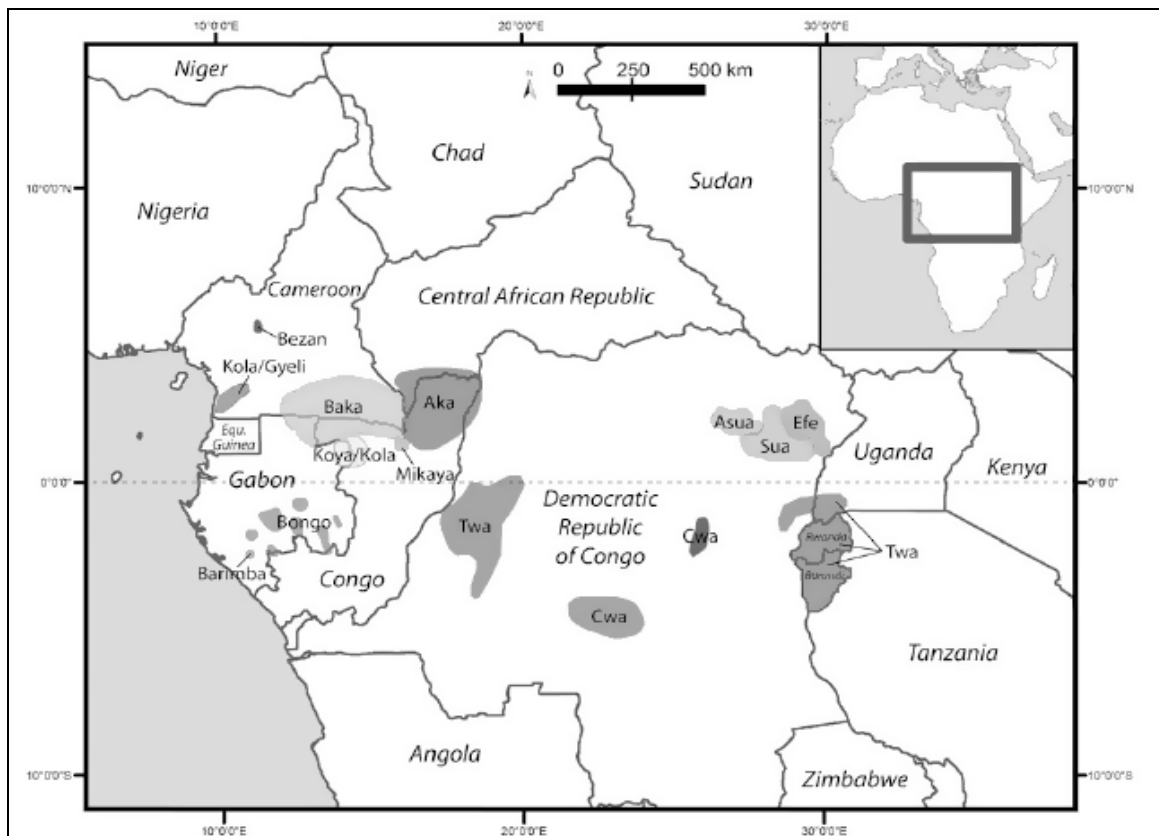 10°0'0"E
20°0'0"E
30°0'0"E
N
0 250 500 km
Niger
Chad
Sudan
10°0'0"N
10°0'0"N
Nigeria
Cameroon
Central African Republic
Bezan
Kola/Gyeli
Baka
Aka
Asua
Efe
Sua
Equ.
Guinea
Koya/Kola
Mikaya
Uganda
Kenya
Gabon
0°0'0"
0°0'0"
Democratic
Republic
of Congo
Bongo
Twa
Cwa
Rwanda
Twa
Barimba
Congo
Burundi
Cwa
Tanzania
Angola
Zimbabwe
10°0'0"S
10°0'0"S
10°0'0"E
20°0'0"E
30°0'0"E